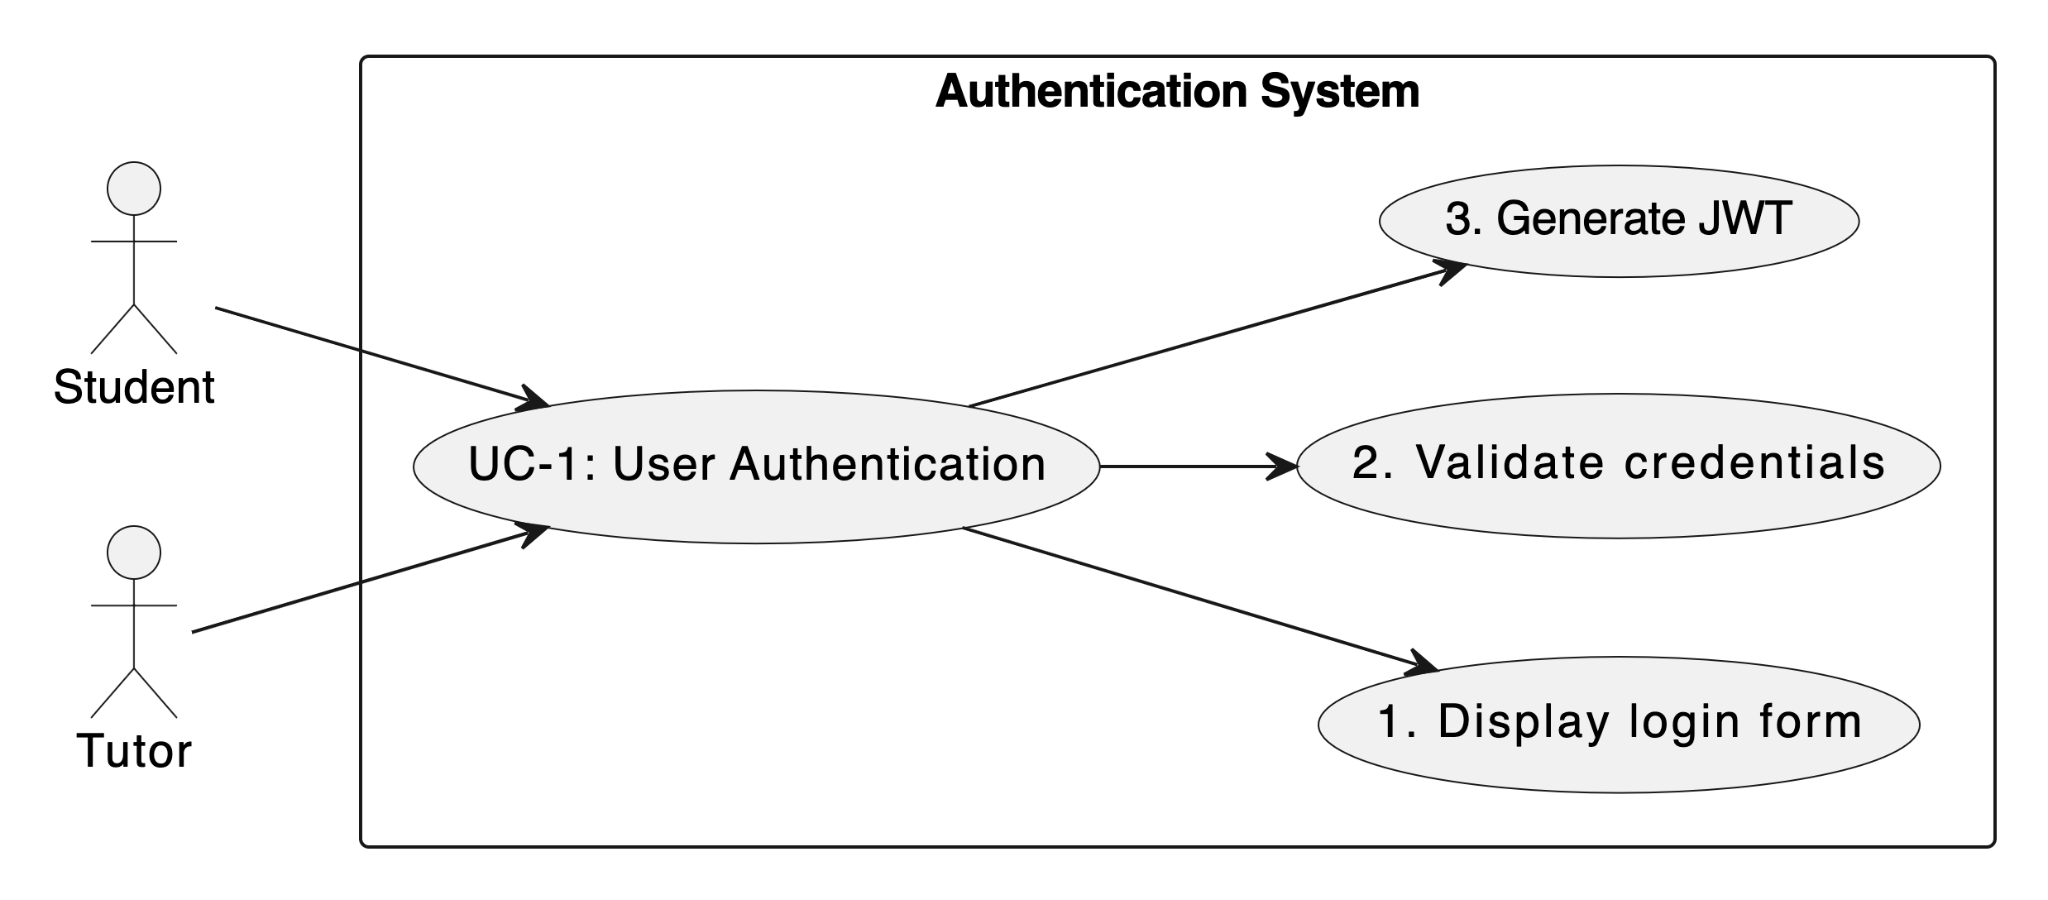 Authentication System
3. Generate JWT
Student
UC-1: User Authentication
2. Validate credentials
1. Display login form
Tutor